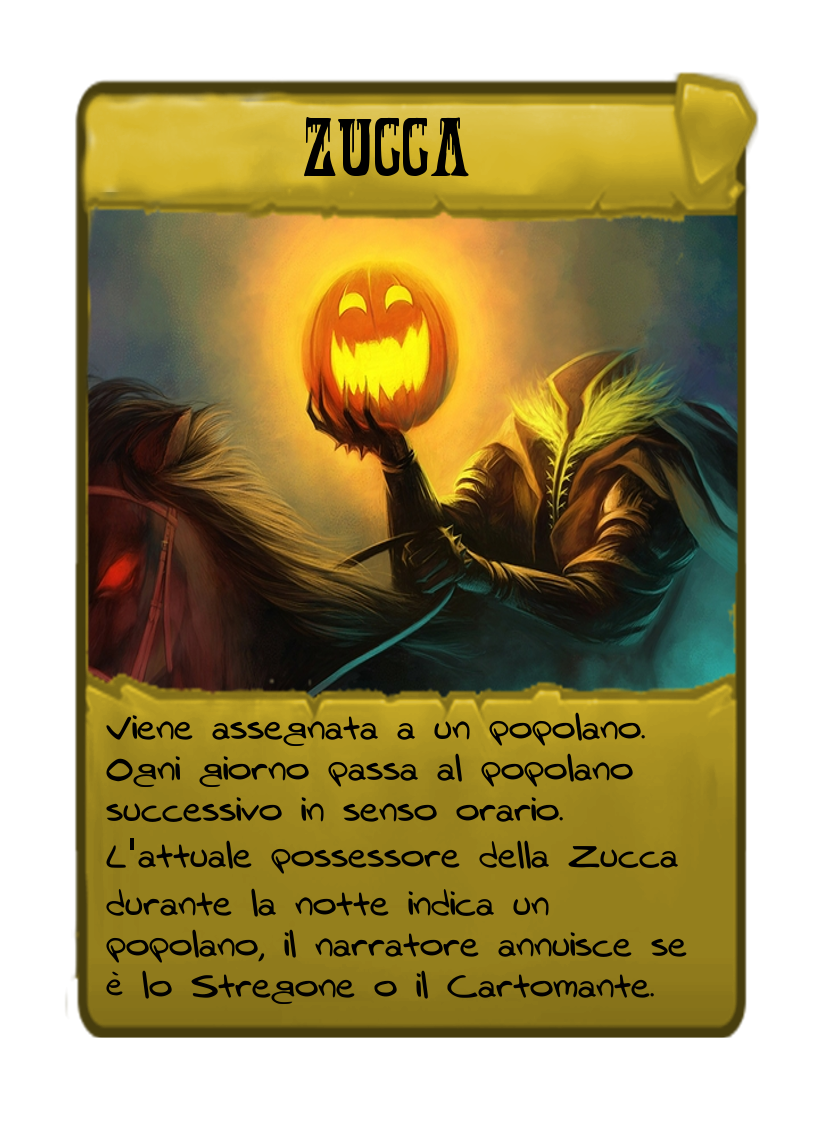 ZUCCA
Viene assegnata a un popolano.
Ogni giorno passa al popolano
successivo in senso orario.
L'attuale possessore della Zucca
durante la notte indica un
popolano, il narratore annuisce se
è lo Stregone o il Cartomante.